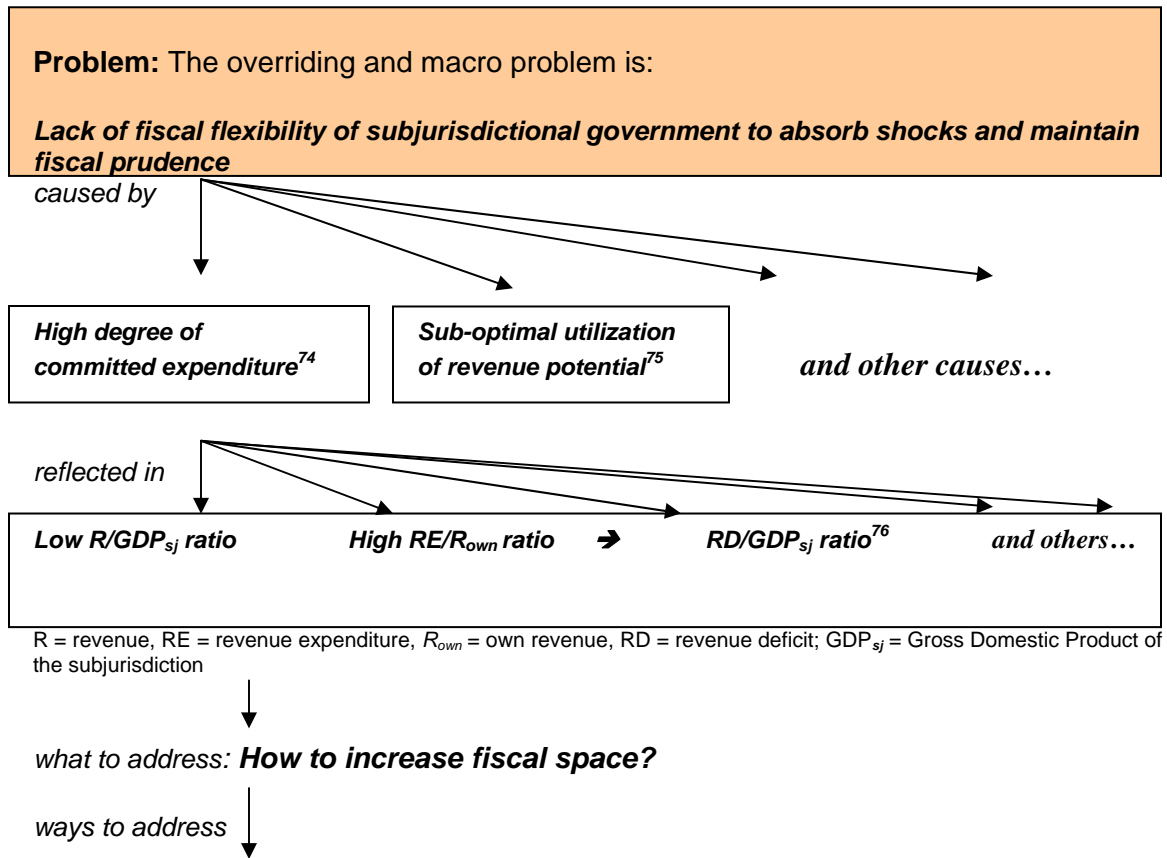 Problem: The overriding and macro problem is:
Lack of fiscal flexibility of subjurisdictional government to absorb shocks and maintain
fiscal prudence
caused by
High degree of
committed expenditure74
Sub-optimal utilization
of revenue potential75
and other causes…
reflected in
Low R/GDPsj ratio High RE/Rown ratio ➔ RD/GDPsj ratio76 and others…
R = revenue, RE = revenue expenditure, Rown = own revenue, RD = revenue deficit; GDPsj = Gross Domestic Product of
the subjurisdiction
what to address: How to increase fiscal space?
ways to address